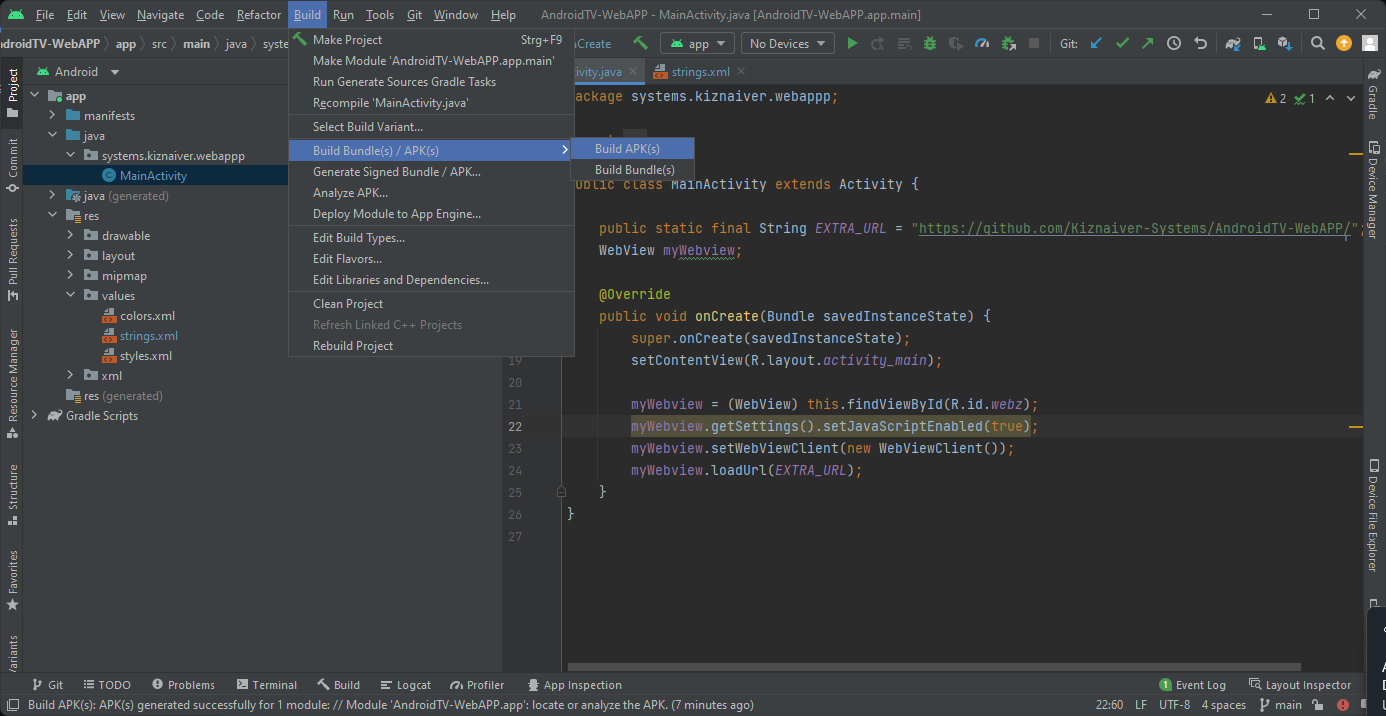 File Edit View Navigate Code Refactor Build Run Tools Git Window Help AndroidTV-WebAPP - MainActivity.java [AndroidTV-WebAPP.app.main]
ndroidTV-WebAPP app src main java syste Create app No Devices Git:
Android
ivity.java strings.xml
Make Project Strg+F9
Make Module 'AndroidTV-WebAPP.app.main'
Run Generate Sources Gradle Tasks
Recompile 'MainActivity.java'
Select Build Variant...
Build Bundle(s) / APK(s)
Generate Signed Bundle / APK...
Analyze APK...
Deploy Module to App Engine...
Edit Build Types...
Edit Flavors...
Edit Libraries and Dependencies...
Clean Project
Refresh Linked C++ Projects
Rebuild Project
Build APK(s)
Build Bundle(s)
app
manifests
java
systems.kiznaiver.webappp
MainActivity
java (generated)
res
drawable
layout
mipmap
values
colors.xml
strings.xml
styles.xml
xml
res (generated)
Gradle Scripts
Project
Commit
Pull Requests
Resource Manager
Structure
Favorites
ariants
ackage systems.kiznaiver.webappp;
2 1
ublic class MainActivity extends Activity {
public static final String EXTRA_URL = "https://github.com/Kiznaiver-Systems/AndroidTV-WebAPP/";
WebView myWebview;
@Override
public void onCreate(Bundle savedInstanceState) {
super.onCreate(savedInstanceState);
19 setContentView(R.layout.activity_main);
20
21 myWebview = (WebView) this.findViewById(R.id.webz);
22 myWebview.getSettings().setJavaScriptEnabled(true);
23 myWebview.setWebViewClient(new WebViewClient());
24 myWebview.loadUrl(EXTRA_URL);
25 }
26 }
27
Gradle
Device Manager
Device File Explorer
Git TODO Problems Terminal Build Logcat Profiler App Inspection 1 Event Log Layout Inspector
Build APK(s): APK(s) generated successfully for 1 module: // Module 'AndroidTV-WebAPP.app': locate or analyze the APK. (7 minutes ago) 22:60 LF UTF-8 4 spaces main